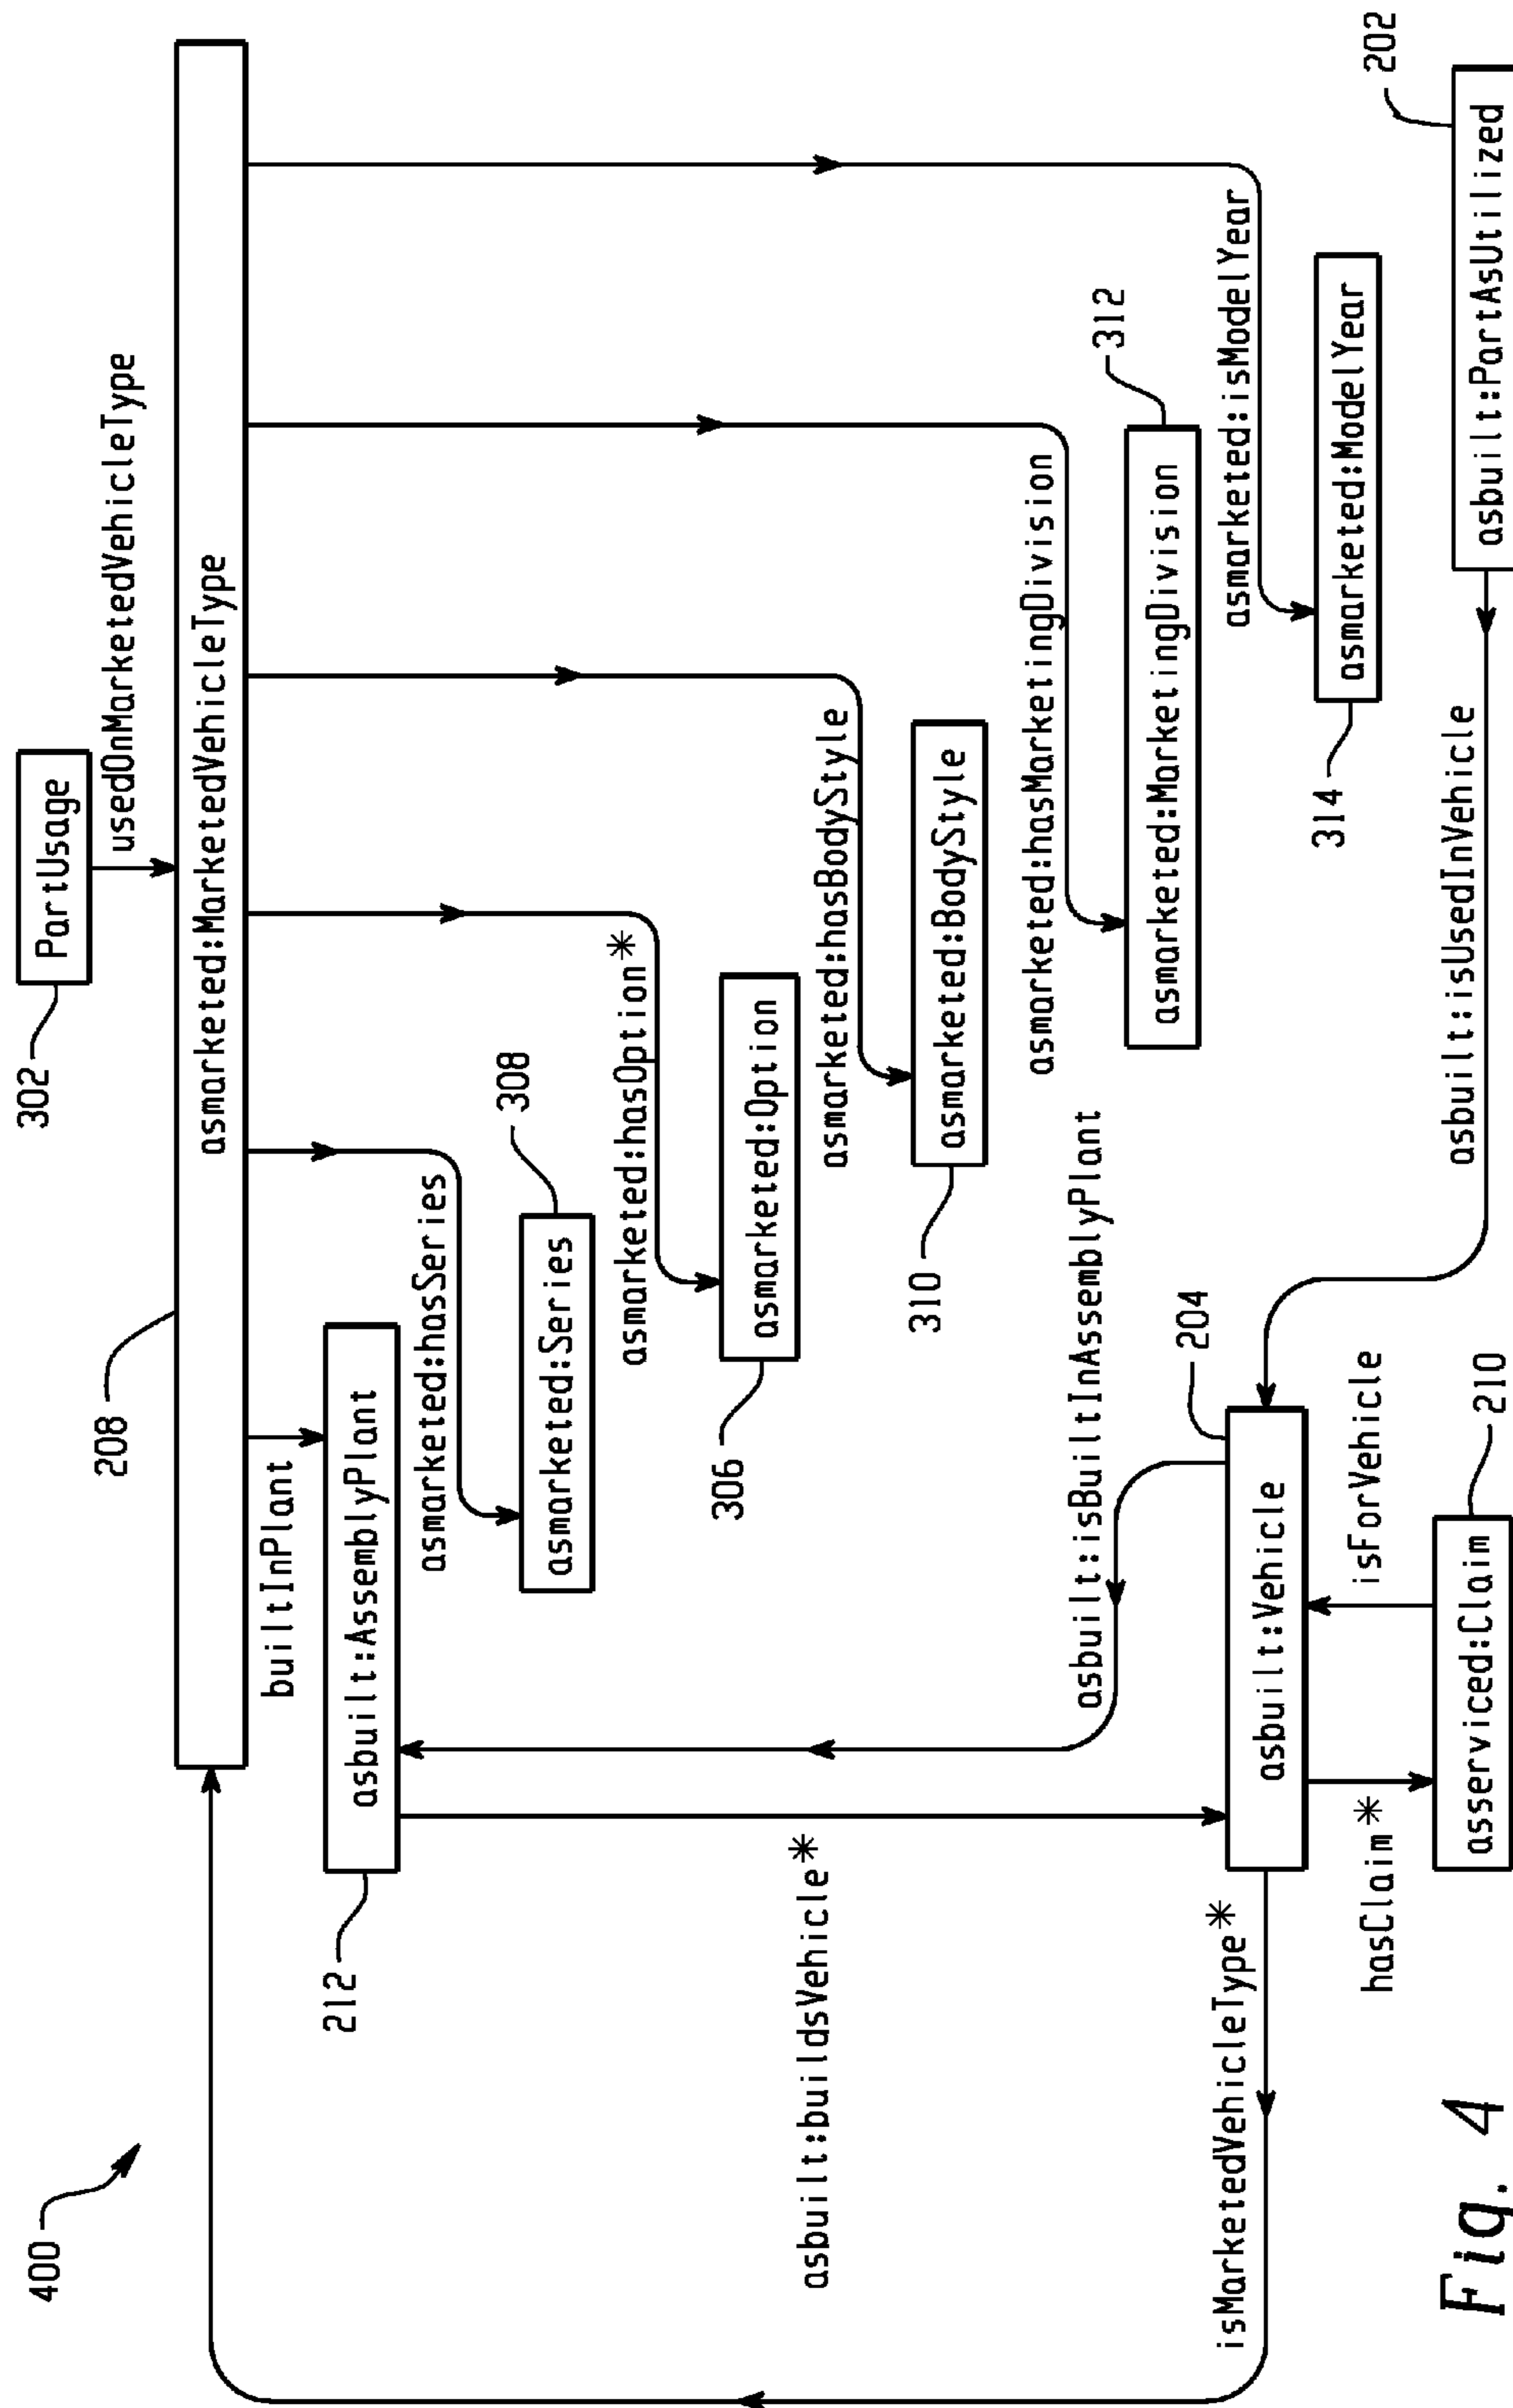 400
302
PartUsage
usedOnMarketedVehicleType
208
asmarketed:MarketedVehicleType
builtInPlant
212
asbuilt:AssemblyPlant
asmarketed:hasSeries
asmarketed:Series
308
asmarketed:hasOption*
306
asmarketed:Option
asmarketed:hasBodyStyle
310
asmarketed:BodyStyle
asmarketed:hasMarketingDivision
312
asmarketed:MarketingDivision
asmarketed:isModelYear
314
asmarketed:ModelYear
asbuilt:buildsVehicle*
asbuilt:isBuiltInAssemblyPlant
204
asbuilt:Vehicle
isMarketedVehicleType*
hasClaim*
isForVehicle
210
asserviced:Claim
asbuilt:isUsedInVehicle
202
asbuilt:PartAsUtilized
Fig. 4